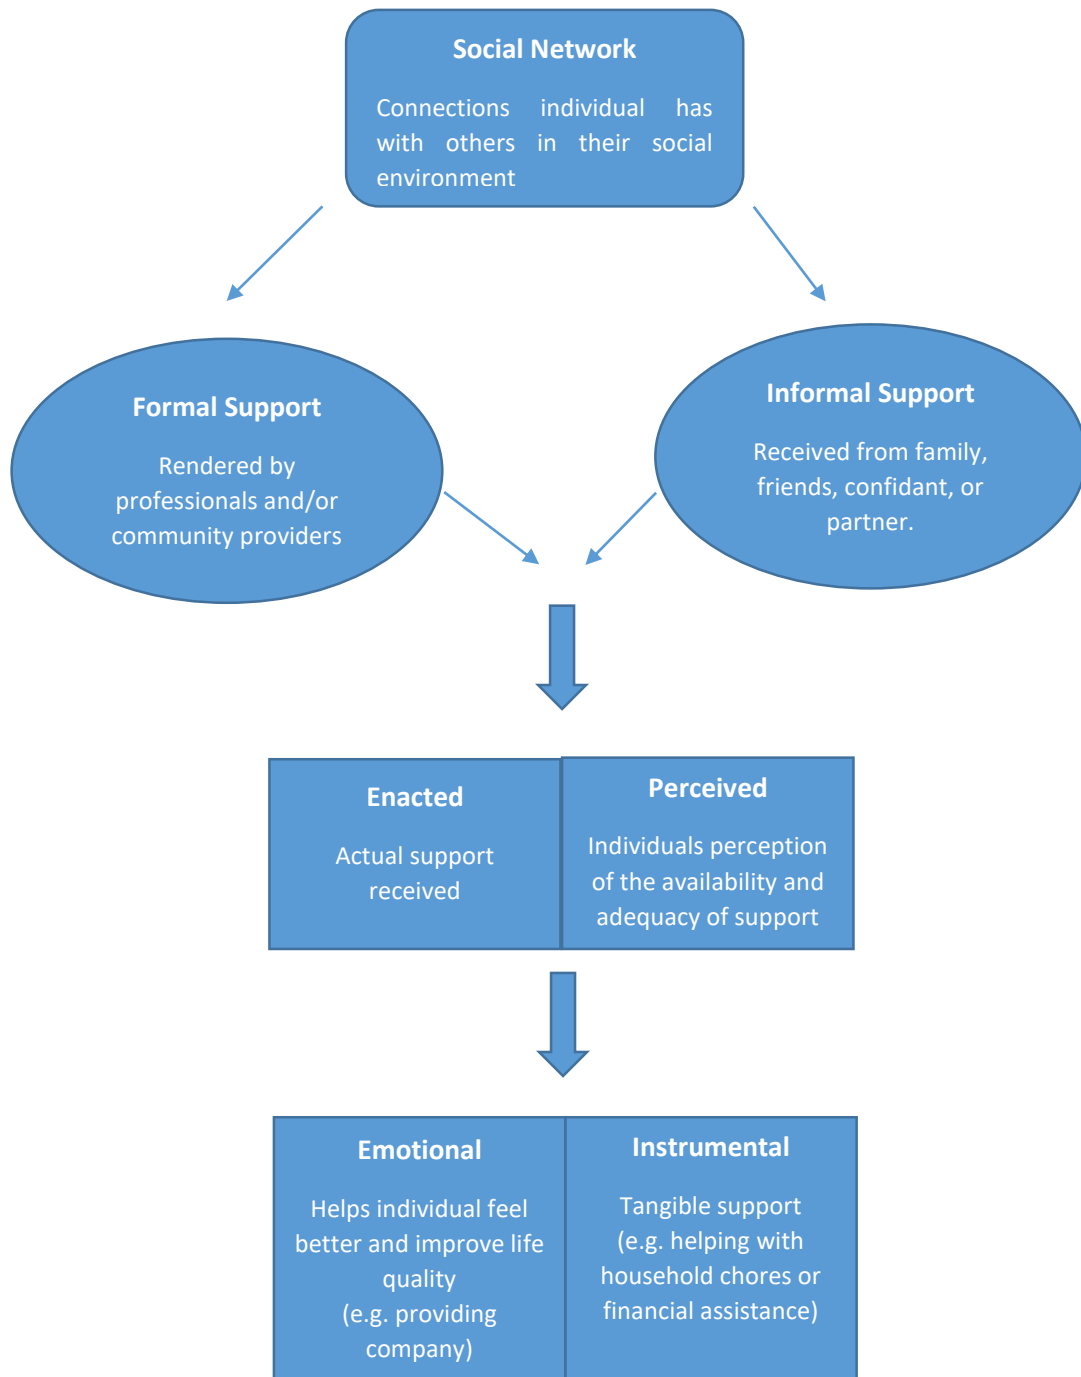 Social Network
Connections individual has
with others in their social
environment
Formal Support
Rendered by
professionals and/or
community providers
Informal Support
Received from family,
friends, confidant, or
partner.
Enacted
Actual support
received
Perceived
Individuals perception
of the availability and
adequacy of support
Emotional
Helps individual feel
better and improve life
quality
(e.g. providing
company)
Instrumental
Tangible support
(e.g. helping with
household chores or
financial assistance)